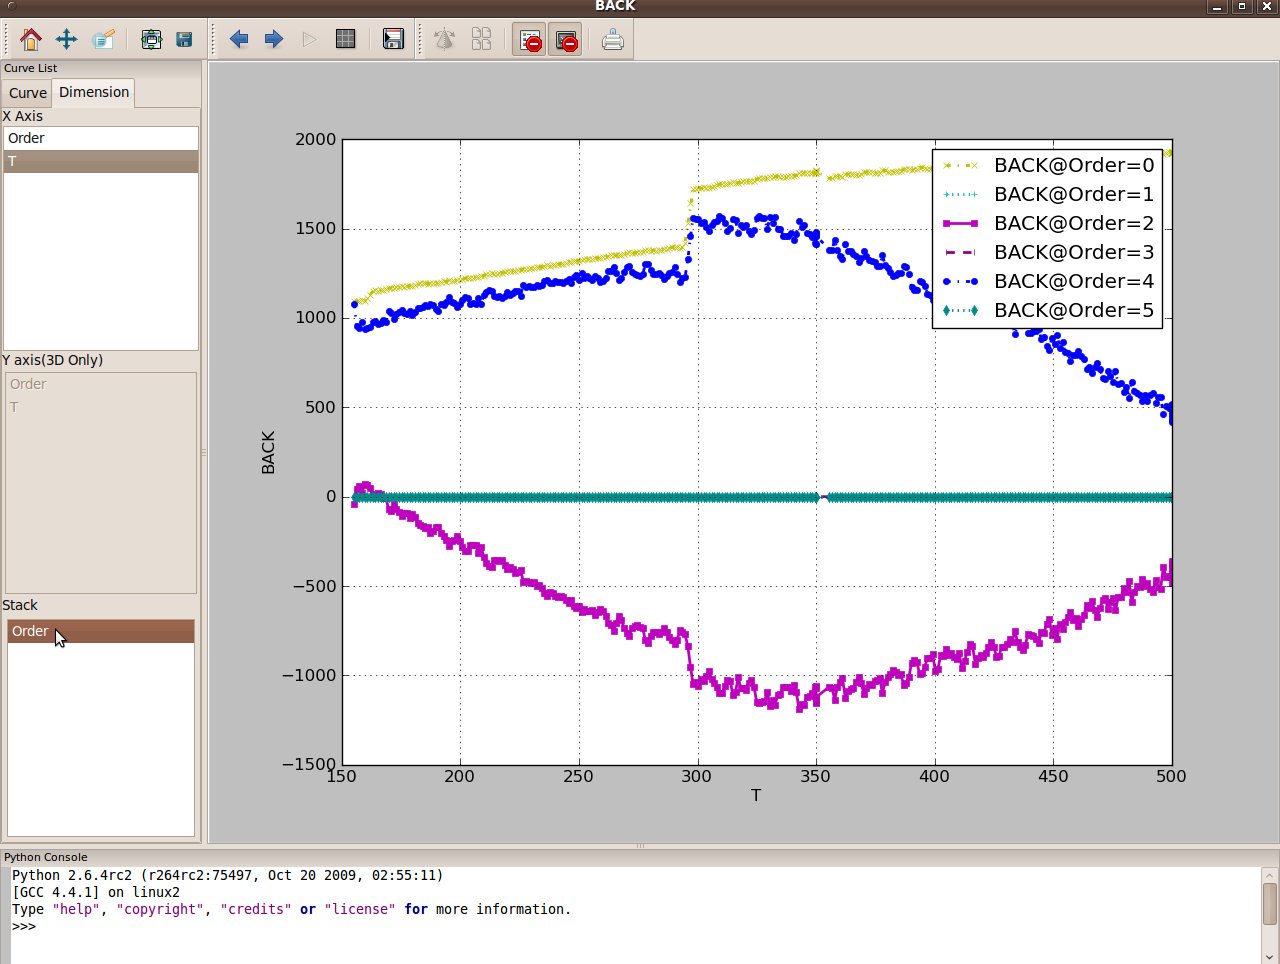 BACK
Curve List
Curve Dimension
X Axis
Order
T
Y axis(3D Only)
Order
T
Stack
Order
2000
1500
1000
500
0
−500
−1000
−1500
BACK
150 200 250 300 350 400 450 500
T
BACK@Order=0
BACK@Order=1
BACK@Order=2
BACK@Order=3
BACK@Order=4
BACK@Order=5
Python Console
Python 2.6.4rc2 (r264rc2:75497, Oct 20 2009, 02:55:11)
[GCC 4.4.1] on linux2
Type "help", "copyright", "credits" or "license" for more information.
>>>